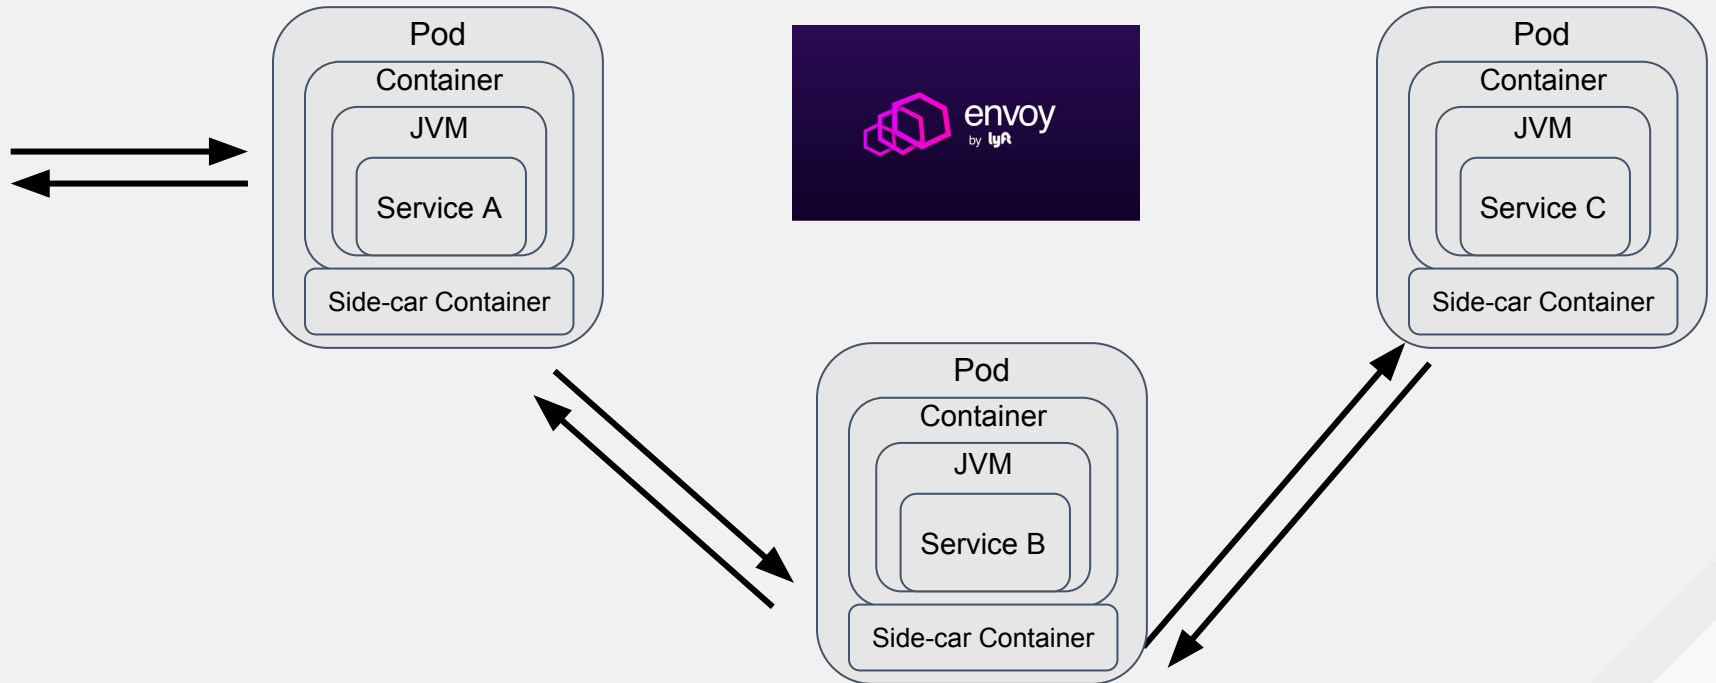 Pod
Container
JVM
Service A
Side-car Container
envoy
by lyft
Pod
Container
JVM
Service C
Side-car Container
Pod
Container
JVM
Service B
Side-car Container